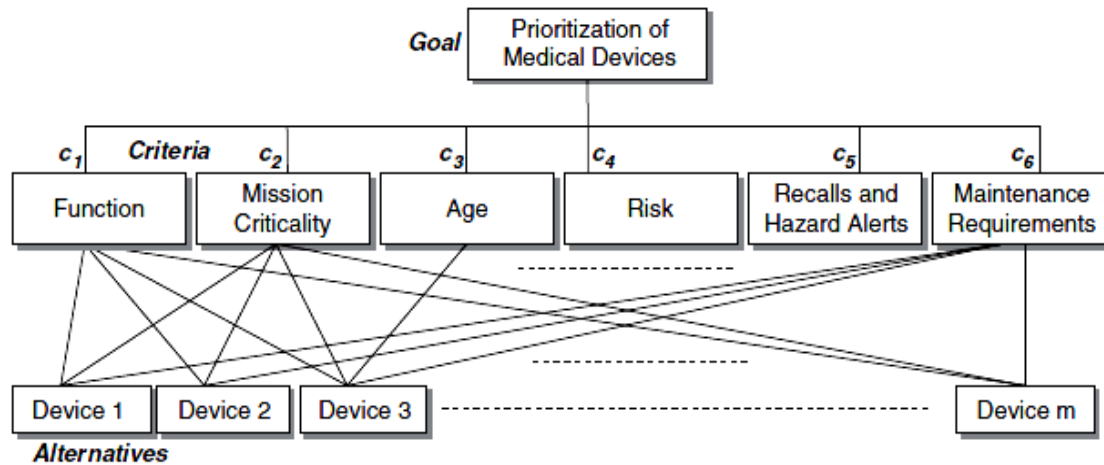 Goal
Prioritization of
Medical Devices
Criteria
c1
c2
c3
c4
c5
c6
Function
Mission
Criticality
Age
Risk
Recalls and
Hazard Alerts
Maintenance
Requirements
Device 1
Device 2
Device 3
Device m
Alternatives